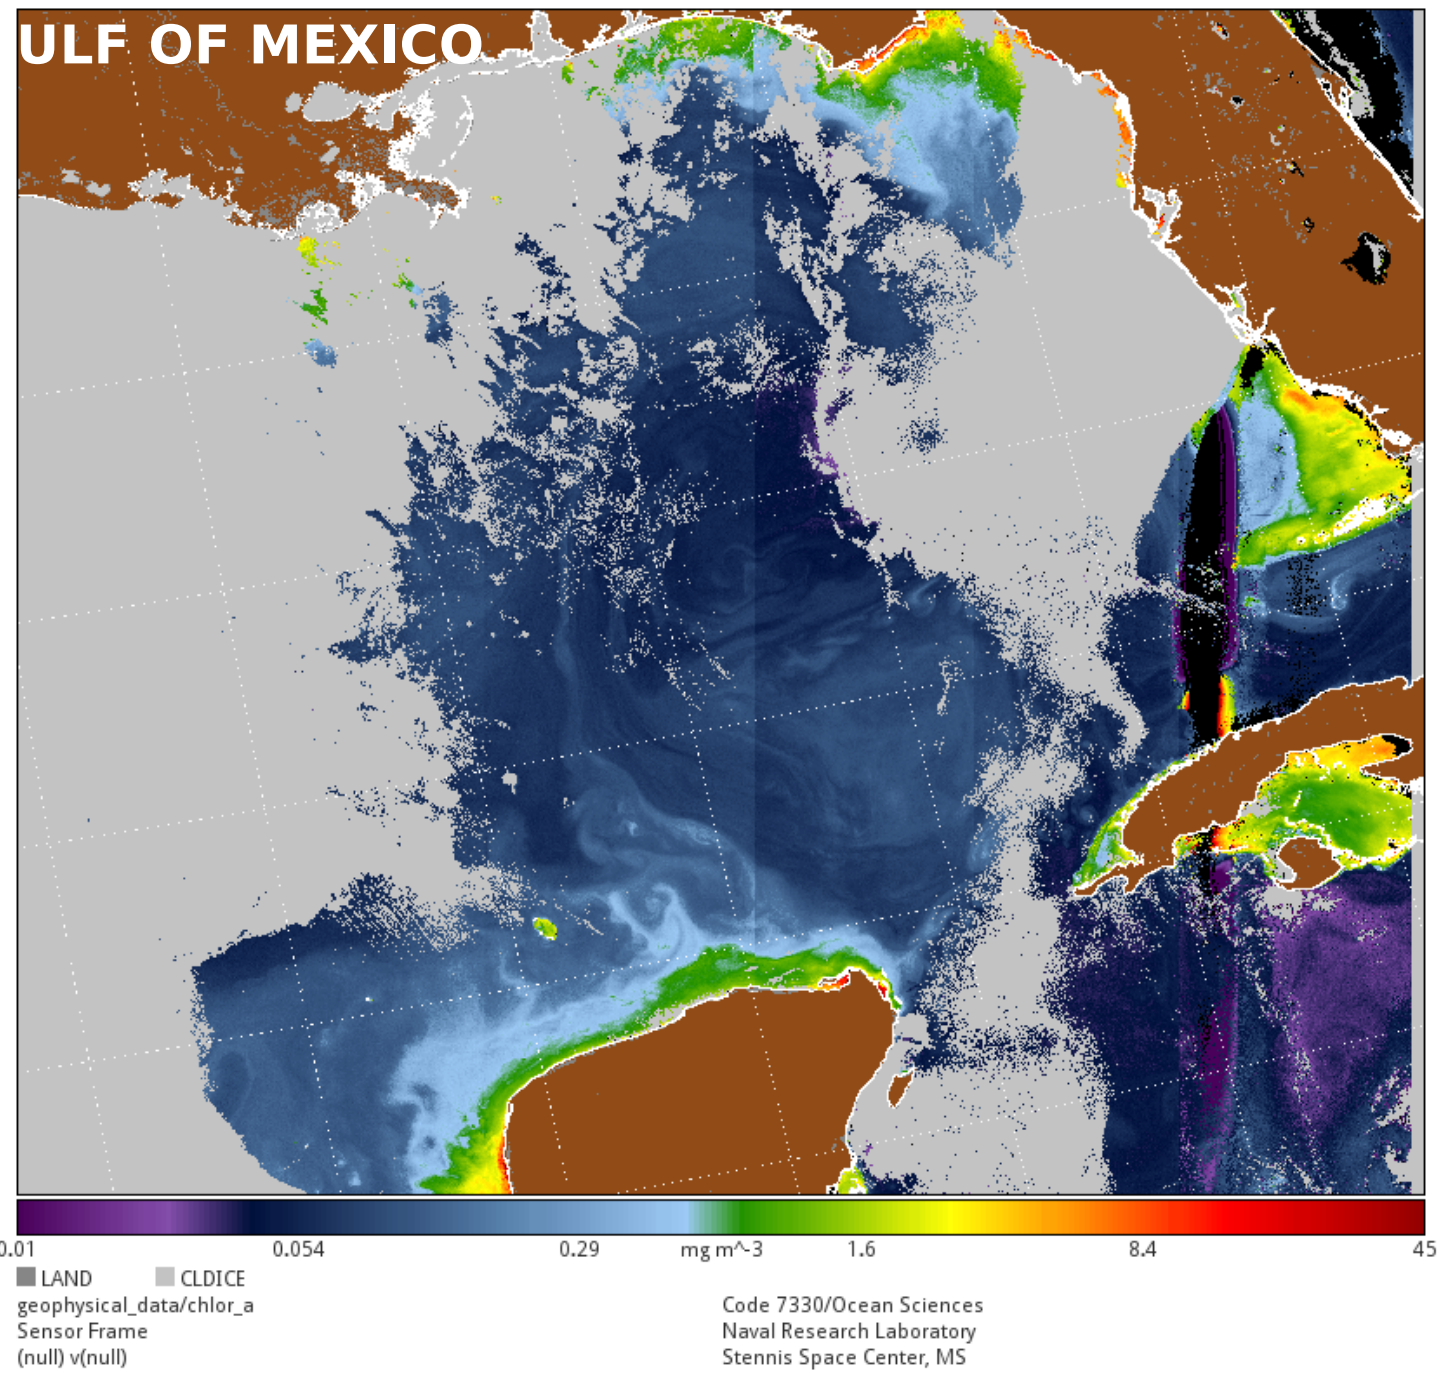 ULF OF MEXICO
0.01 0.054 0.29 mg m^-3 1.6 8.4 45
LAND CLDICE
geophysical_data/chlor_a
Sensor Frame
(null) v(null)
Code 7330/Ocean Sciences
Naval Research Laboratory
Stennis Space Center, MS